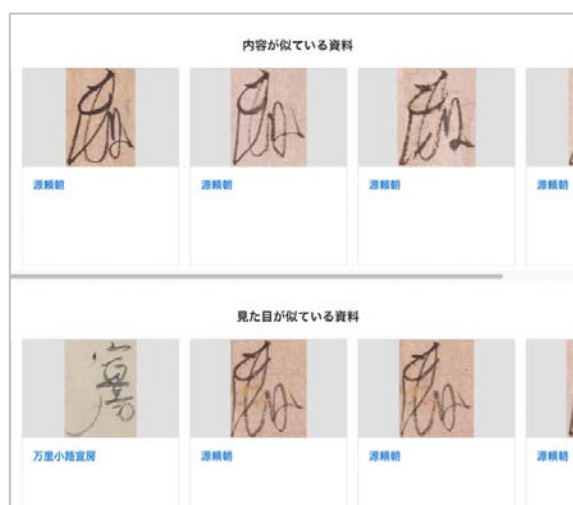 内容が似ている資料
源頼朝 源頼朝 源頼朝 源頼朝
見た目が似ている資料
万里小路宣房 源頼朝 源頼朝 源頼朝